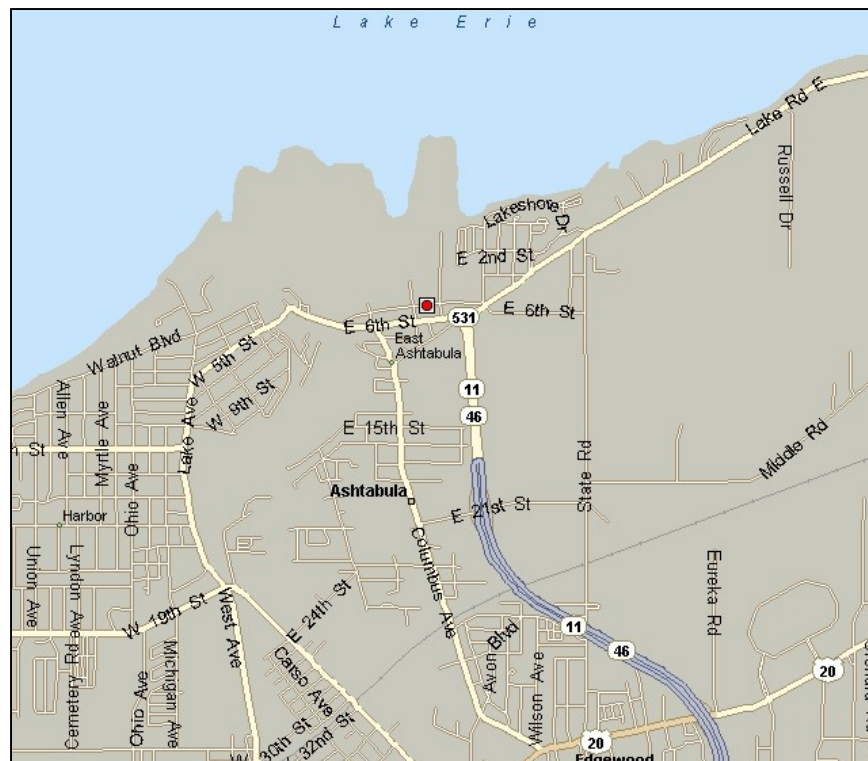 Lake Erie
Lake Rd E
Russell Dr
Lakeshore Dr
E 2nd St
E 6th St
531
E 6th St
East
Ashtabula
Walnut Blvd
W 5th St
11
46
W 9th St
Allen Ave
Myrtle Ave
Lake Ave
E 15th St
h St
Ohio Ave
State Rd
Middle Rd
Ashtabula
Harbor
E 21st St
Union Ave
Lyndon Ave
Cemetery Rd
W 19th St
West Ave
E 24th St
Columbus Ave
Eureka Rd
11
46
Avon Blvd
Wilson Ave
Ohio Ave
Michigan Ave
Carso Ave
20
W 30th St
W 32nd St
20
Edgewood